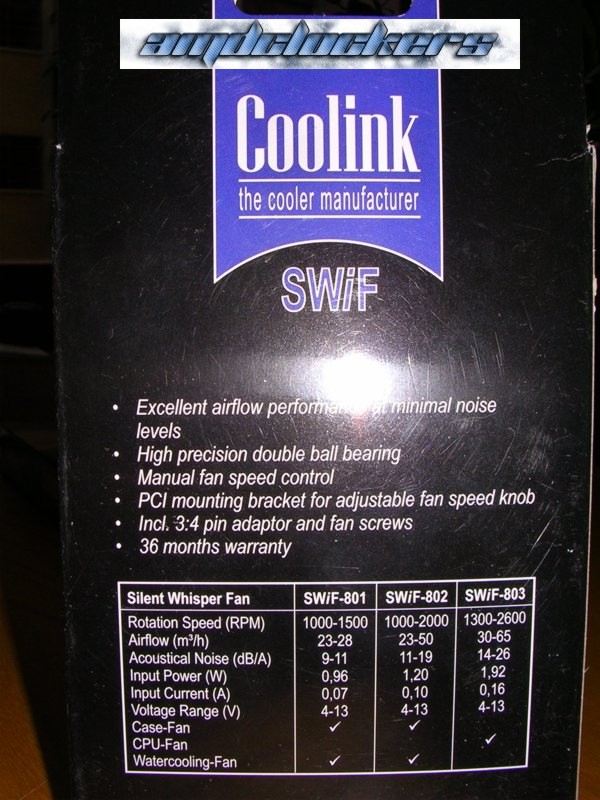 amdclockers
Coolink
the cooler manufacturer
SWiF
• Excellent airflow performance at minimal noise
levels
• High precision double ball bearing
• Manual fan speed control
• PCI mounting bracket for adjustable fan speed knob
• Incl. 3:4 pin adaptor and fan screws
• 36 months warranty
Silent Whisper Fan SWiF-801 SWiF-802 SWiF-803
Rotation Speed (RPM) 1000-1500 1000-2000 1300-2600
Airflow (m³/h) 23-28 23-50 30-65
Acoustical Noise (dB/A) 9-11 11-19 14-26
Input Power (W) 0,96 1,20 1,92
Input Current (A) 0,07 0,10 0,16
Voltage Range (V) 4-13 4-13 4-13
Case-Fan ✓ ✓
CPU-Fan ✓
Watercooling-Fan ✓ ✓